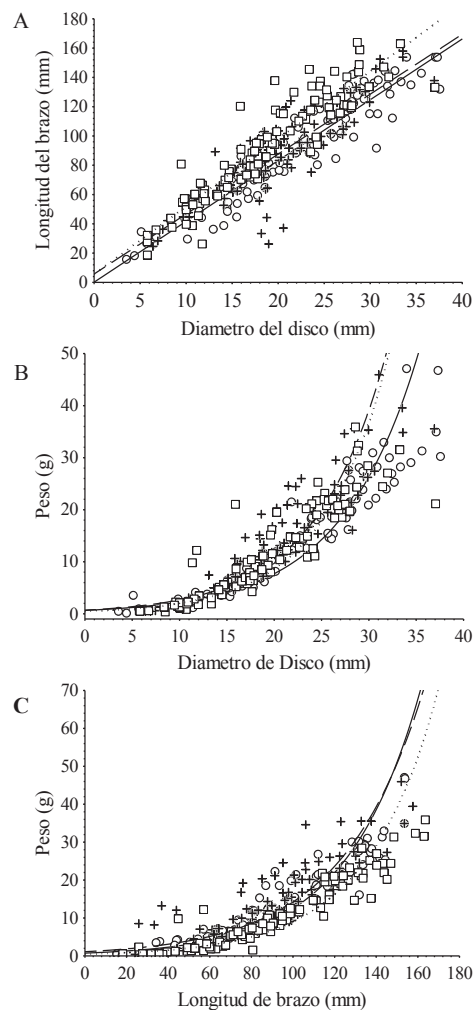 A
180
160
140
120
100
80
60
40
20
0
Longitud del brazo (mm)
0 5 10 15 20 25 30 35 40
Diametro del disco (mm)
B
50
40
30
20
10
0
Peso (g)
0 5 10 15 20 25 30 35 40
Diametro de Disco (mm)
C
70
60
50
40
30
20
10
0
Peso (g)
0 20 40 60 80 100 120 140 160 180
Longitud de brazo (mm)